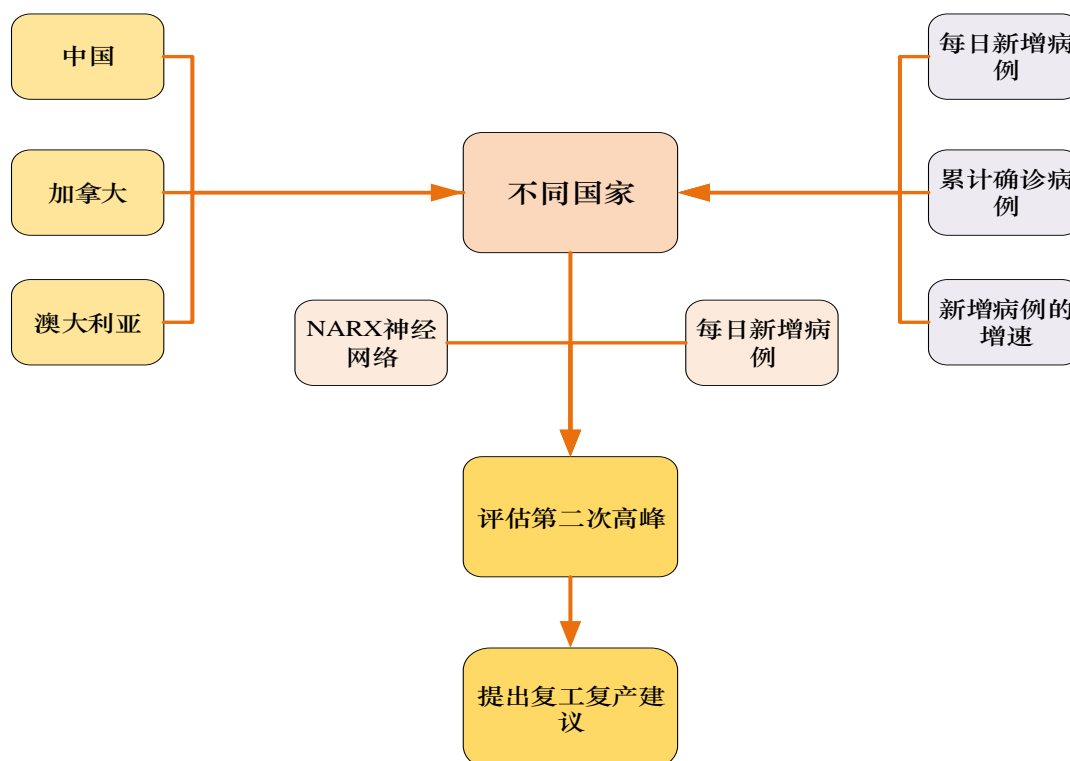 中国
加拿大
澳大利亚
不同国家
每日新增病
例
累计确诊病
例
新增病例的
增速
NARX神经
网络
每日新增病
例
评估第二次高峰
提出复工复产建
议